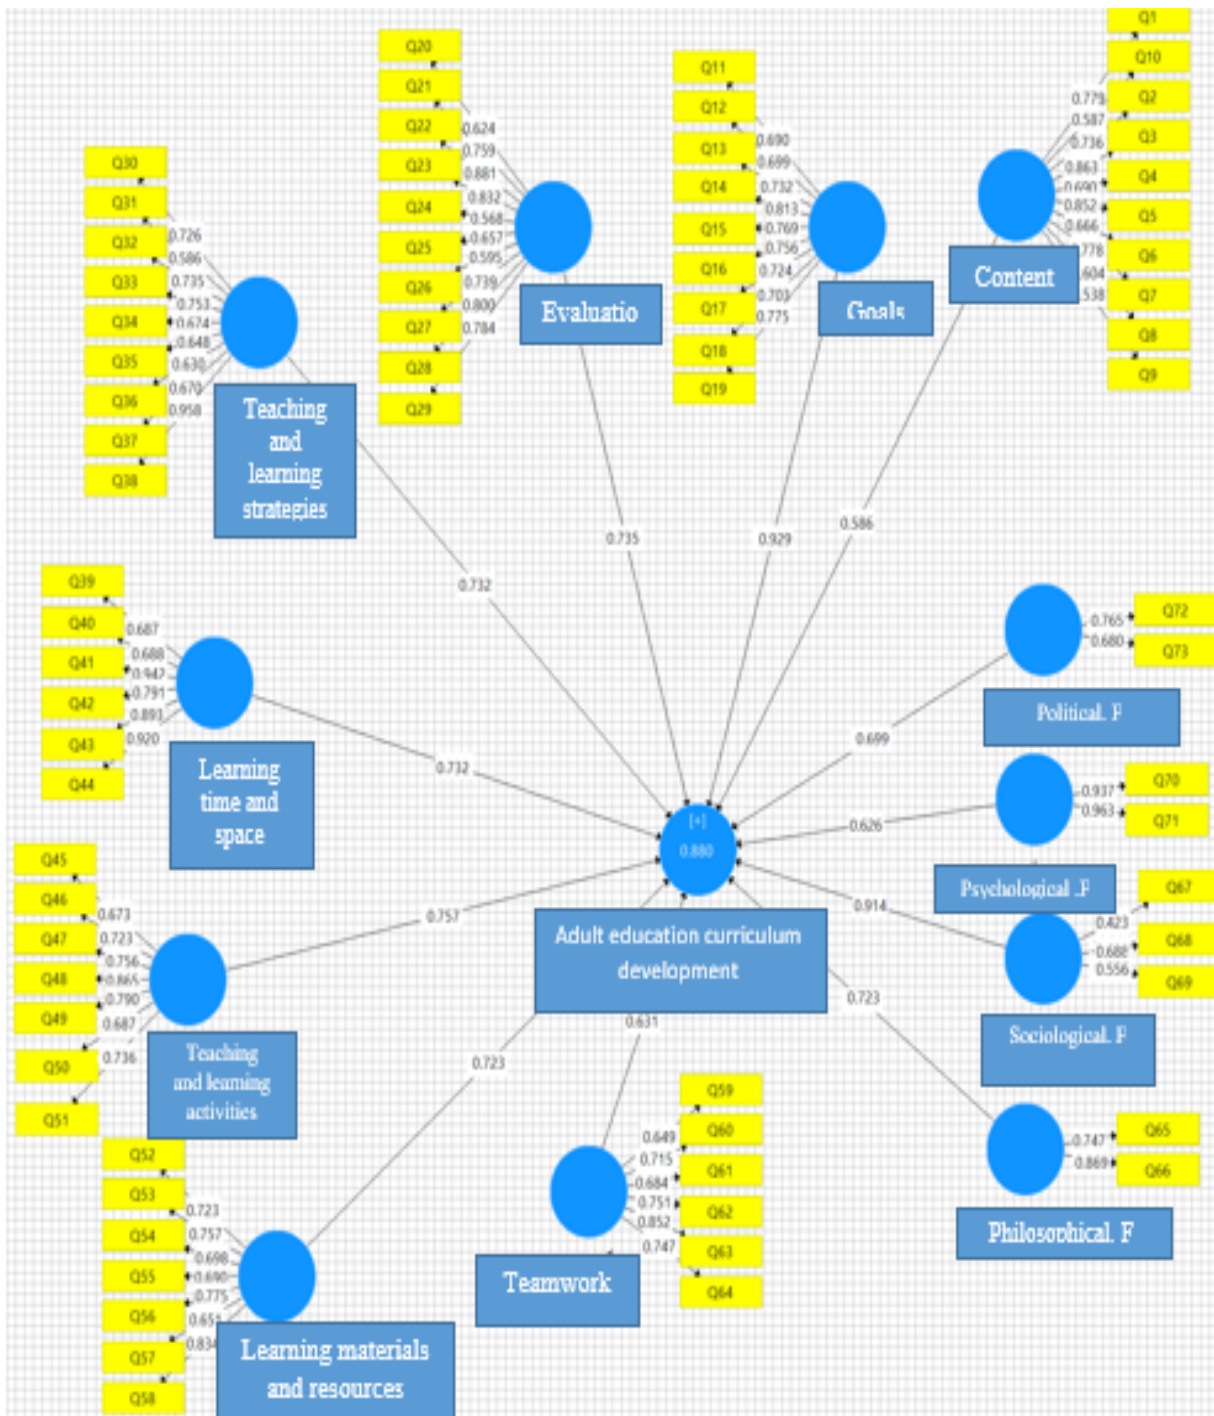 Q1
Q10
Q2
Q3
Q4
Q5
Q6
Q7
Q8
Q9
0.779
0.587
0.736
0.863
0.690
0.852
0.666
.778
.604
.538
Content
Q11
Q12
Q13
Q14
Q15
Q16
Q17
Q18
Q19
0.690
0.699
0.732
0.813
0.769
0.756
0.724
0.703
0.775
Goals
Q20
Q21
Q22
Q23
Q24
Q25
Q26
Q27
Q28
Q29
0.624
0.759
0.881
0.832
0.568
0.657
0.595
0.739
0.800
0.784
Evaluatio
Q30
Q31
Q32
Q33
Q34
Q35
Q36
Q37
Q38
0.726
0.586
0.735
0.753
0.674
0.648
0.630
0.670
0.958
Teaching
and
learning
strategies
0.735
0.929
0.586
0.732
Q39
Q40
Q41
Q42
Q43
Q44
0.687
0.688
0.942
0.791
0.893
0.920
Learning
time and
space
0.732
Q72
Q73
0.765
0.680
Political. F
0.699
Q70
Q71
0.937
0.963
Psychological .F
0.626
[+]
0.880
Adult education curriculum
development
Q67
Q68
Q69
0.423
0.688
0.556
Sociological. F
0.914
Q45
Q46
Q47
Q48
Q49
Q50
Q51
0.673
0.723
0.756
0.865
0.790
0.687
0.736
Teaching
and learning
activities
0.757
Q65
Q66
0.747
0.869
Philosophical. F
0.723
0.631
0.723
Q59
Q60
Q61
Q62
Q63
Q64
0.649
0.715
0.684
0.751
0.852
0.747
Teamwork
Q52
Q53
Q54
Q55
Q56
Q57
Q58
0.723
0.757
0.698
0.690
0.775
0.651
0.834
Learning materials
and resources